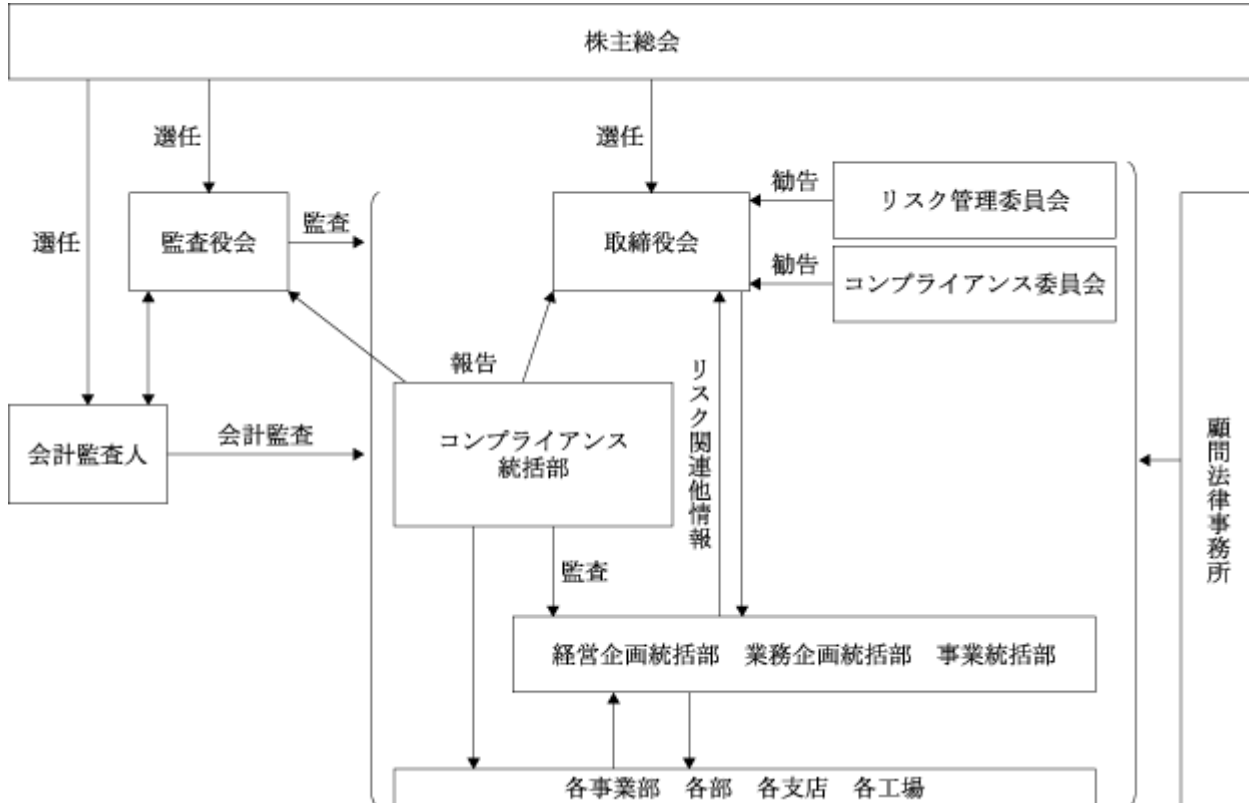 株主総会
選任
選任
選任
監査役会
監査
取締役会
勧告
リスク管理委員会
勧告
コンプライアンス委員会
報告
リスク関連他情報
会計監査人
会計監査
コンプライアンス
統括部
顧問法律事務所
監査
経営企画統括部 業務企画統括部 事業統括部
各事業部 各部 各支店 各工場